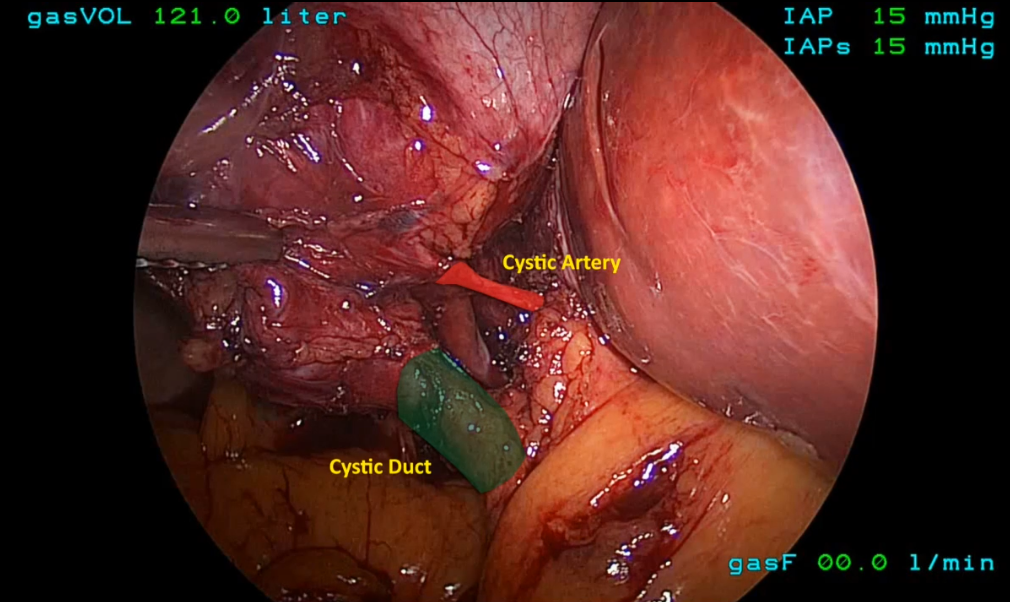 gasVOL 121.0 liter
IAP 15 mmHg
IAPs 15 mmHg
Cystic Artery
Cystic Duct
gasF 00.0 l/min